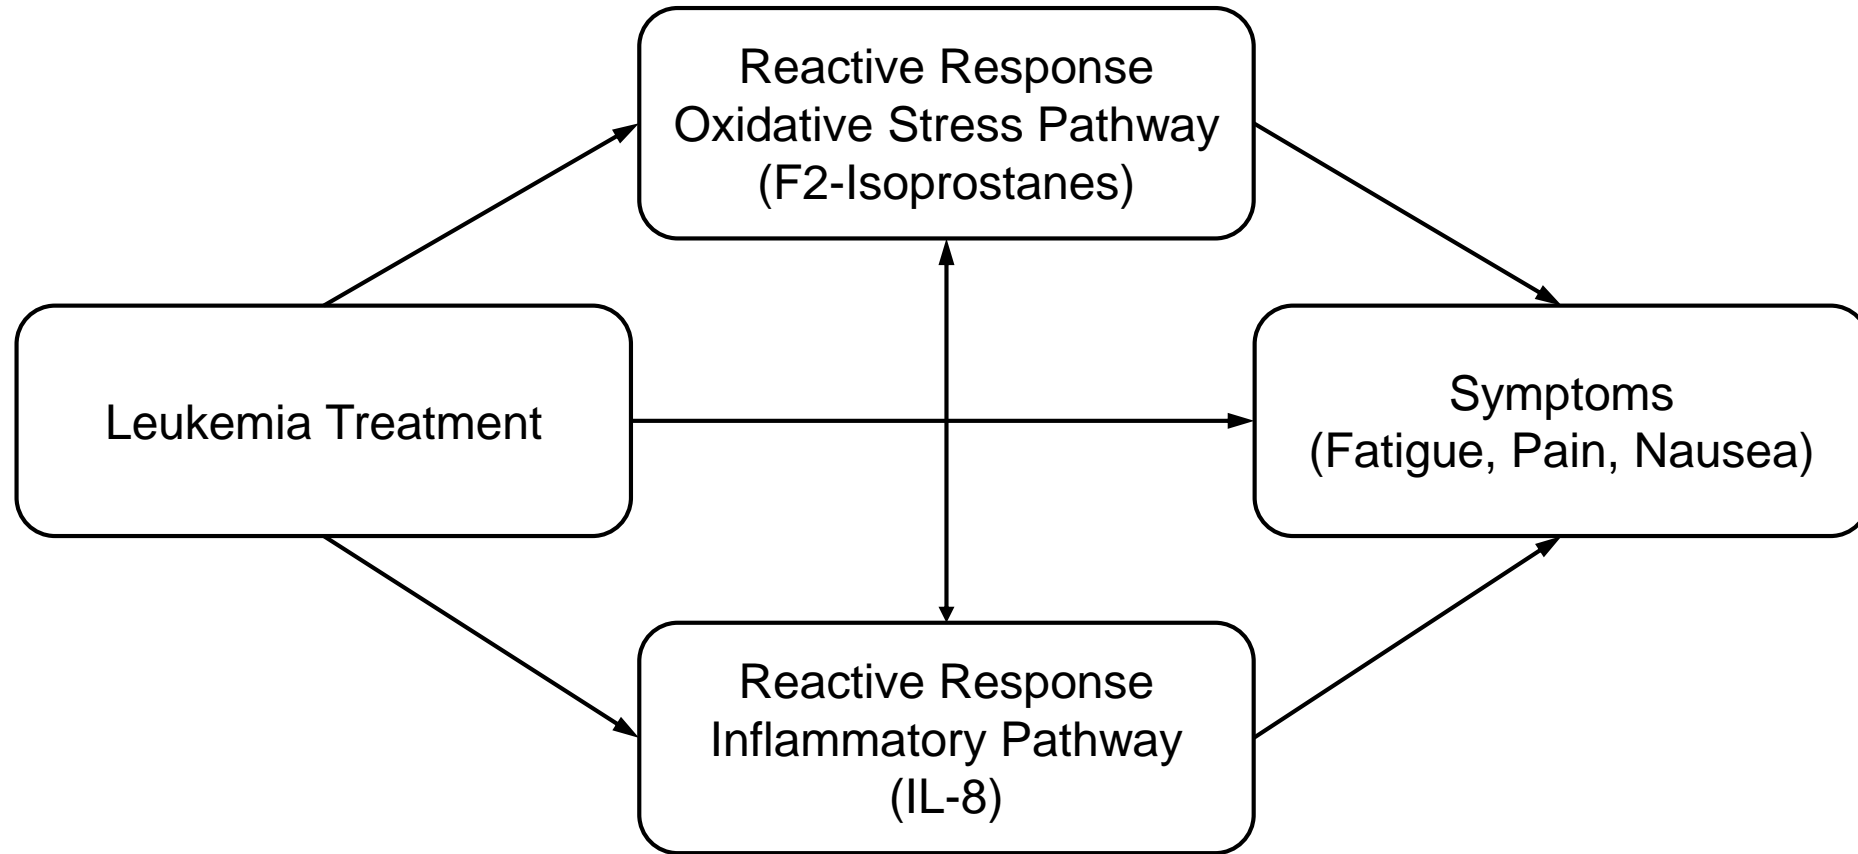 Reactive Response
Oxidative Stress Pathway
(F2-Isoprostanes)
Leukemia Treatment
Symptoms
(Fatigue, Pain, Nausea)
Reactive Response
Inflammatory Pathway
(IL-8)